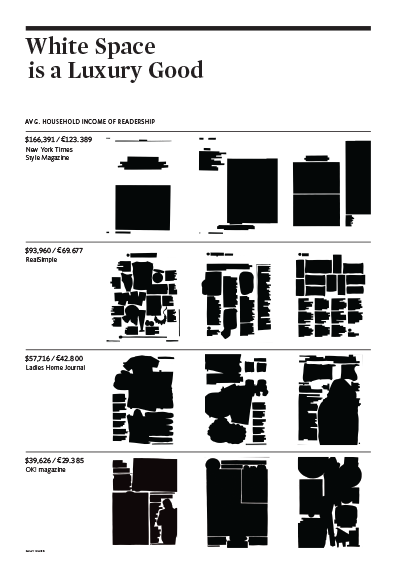 White Space
is a Luxury Good
AVG. HOUSEHOLD INCOME OF READERSHIP
$166,391 / €123.389
New York Times
Style Magazine
$93,960 / €69.677
RealSimple
$57,716 / €42.800
Ladies Home Journal
$39,626 / €29.385
OK! magazine